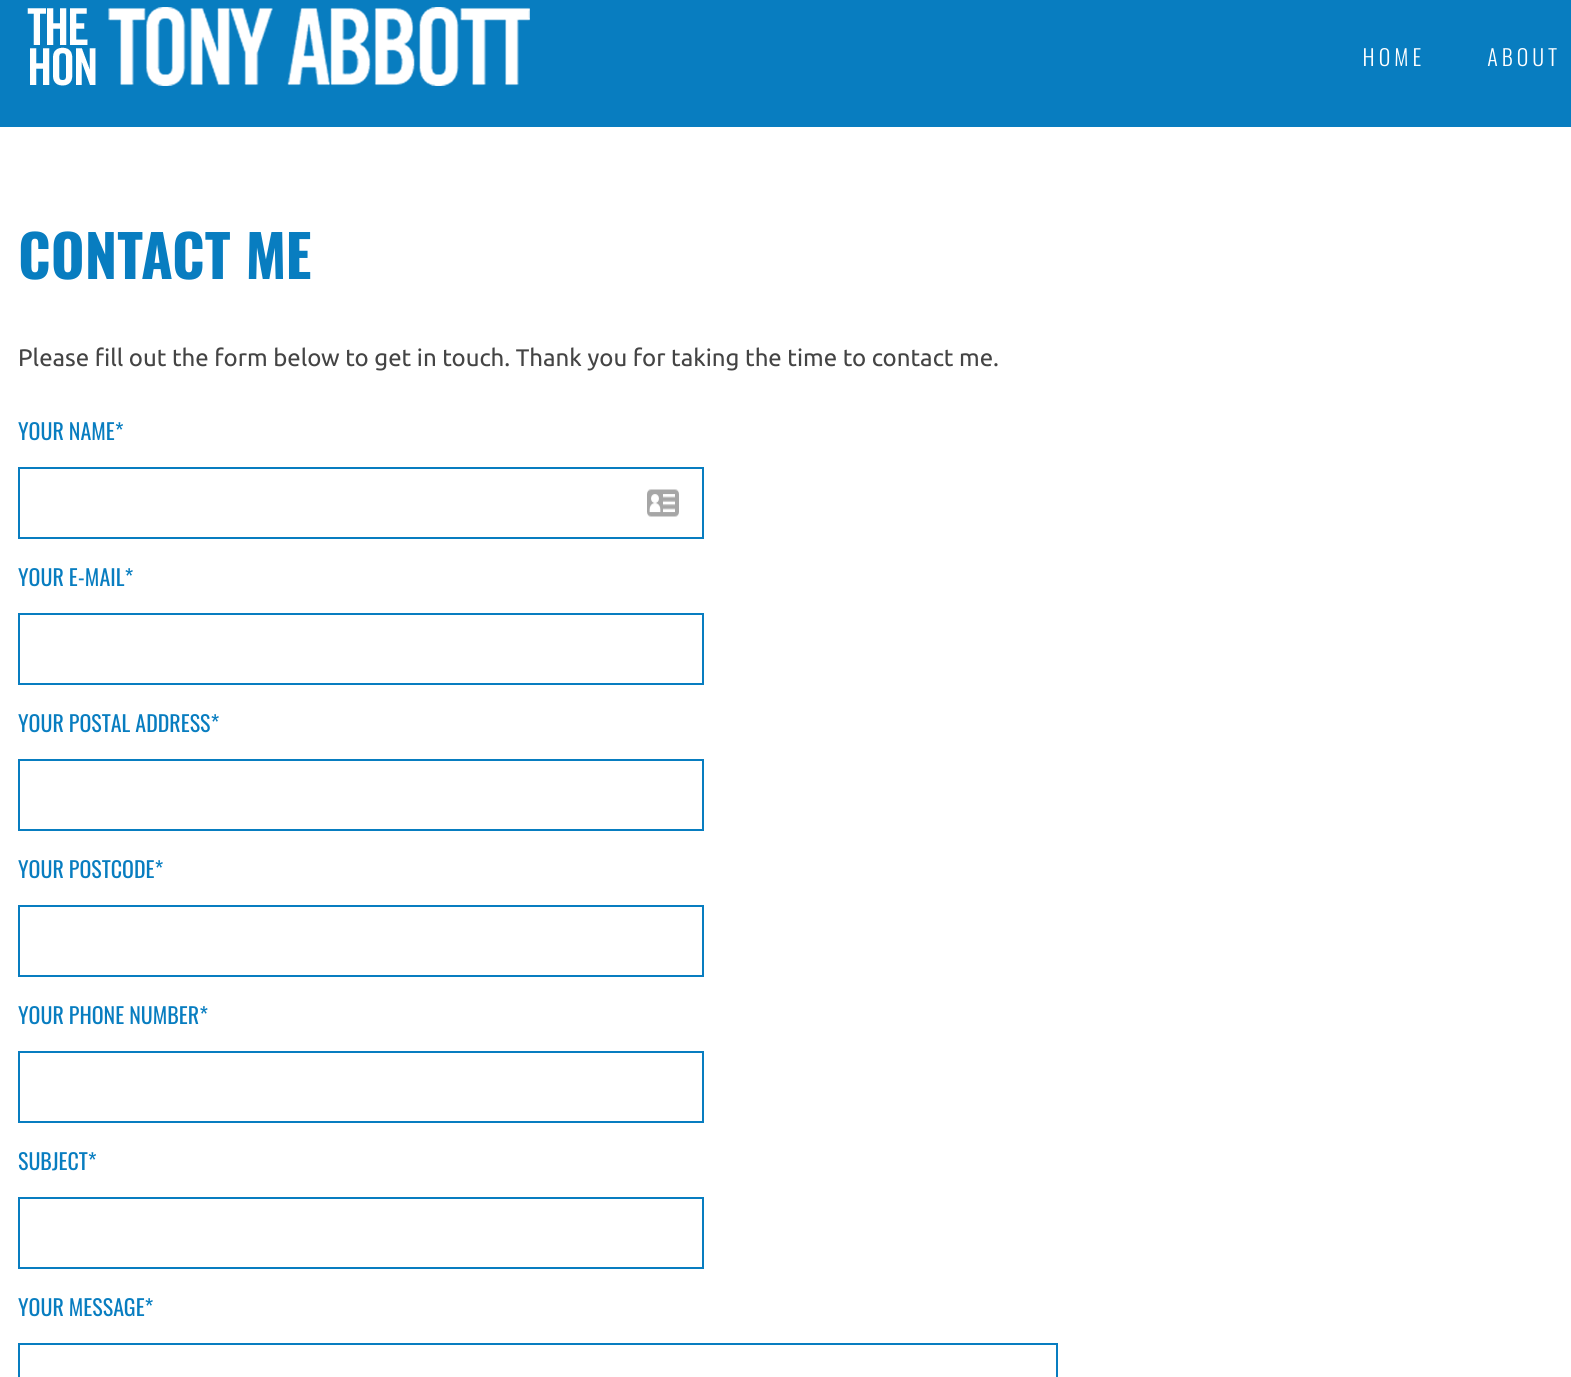 THE HON TONY ABBOTT
HOME ABOUT
CONTACT ME
Please fill out the form below to get in touch. Thank you for taking the time to contact me.
YOUR NAME*
YOUR E-MAIL*
YOUR POSTAL ADDRESS*
YOUR POSTCODE*
YOUR PHONE NUMBER*
SUBJECT*
YOUR MESSAGE*